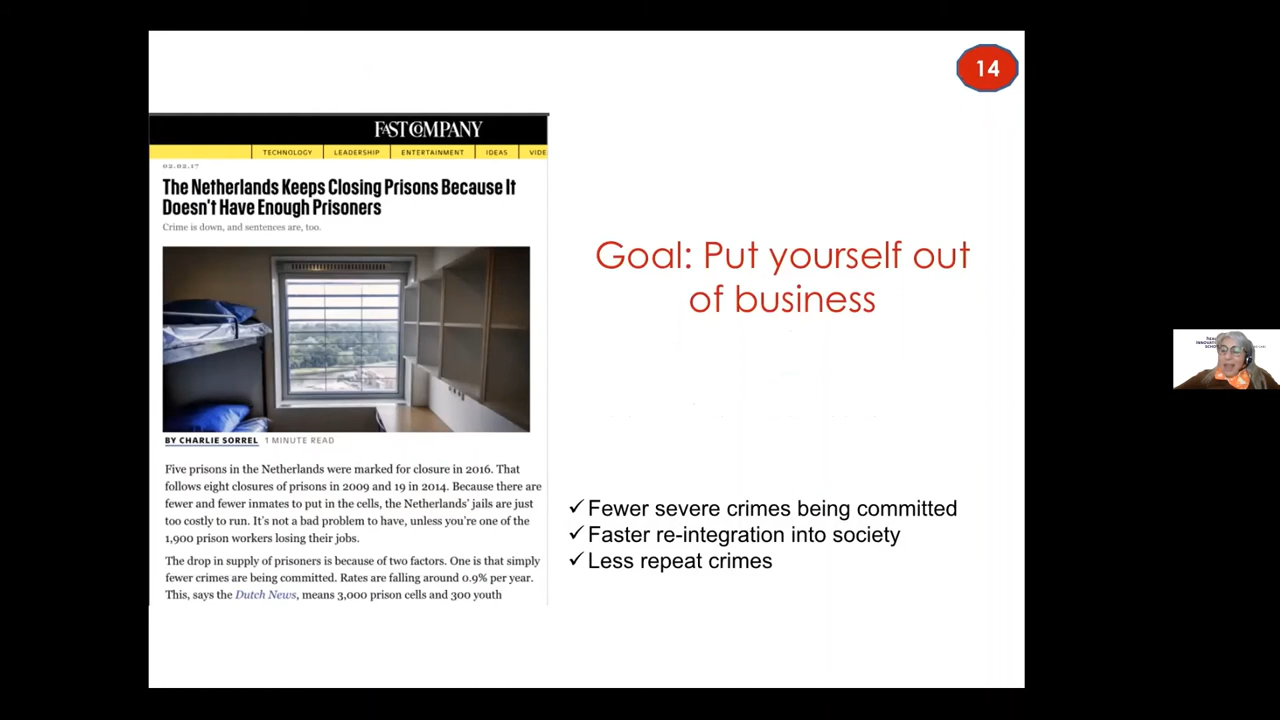 14
FAST COMPANY
TECHNOLOGY LEADERSHIP ENTERTAINMENT IDEAS VIDE
02.02.17
The Netherlands Keeps Closing Prisons Because It
Doesn't Have Enough Prisoners
Crime is down, and sentences are, too.
BY CHARLIE SORREL 1 MINUTE READ
Five prisons in the Netherlands were marked for closure in 2016. That
follows eight closures of prisons in 2009 and 19 in 2014. Because there are
fewer and fewer inmates to put in the cells, the Netherlands' jails are just
too costly to run. It's not a bad problem to have, unless you're one of the
1,900 prison workers losing their jobs.
The drop in supply of prisoners is because of two factors. One is that simply
fewer crimes are being committed. Rates are falling around 0.9% per year.
This, says the Dutch News, means 3,000 prison cells and 300 youth
Goal: Put yourself out
of business
✓ Fewer severe crimes being committed
✓ Faster re-integration into society
✓ Less repeat crimes